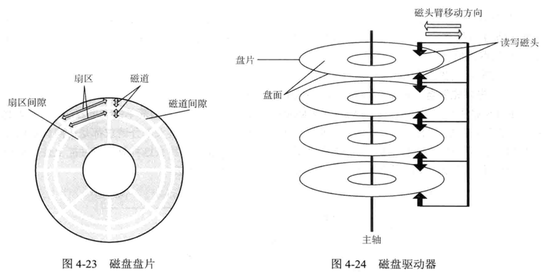 扇区
磁道
扇区间隙
磁道间隙
图 4-23 磁盘盘片
磁头臂移动方向
读写磁头
盘片
盘面
主轴
图 4-24 磁盘驱动器